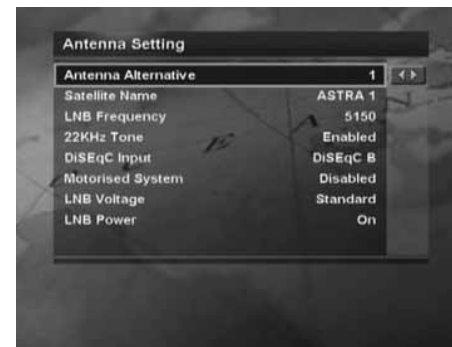 Antenna Setting
Antenna Alternative 1
Satellite Name ASTRA 1
LNB Frequency 5150
22KHz Tone Enabled
DiSEqC Input DiSEqC B
Motorised System Disabled
LNB Voltage Standard
LNB Power On